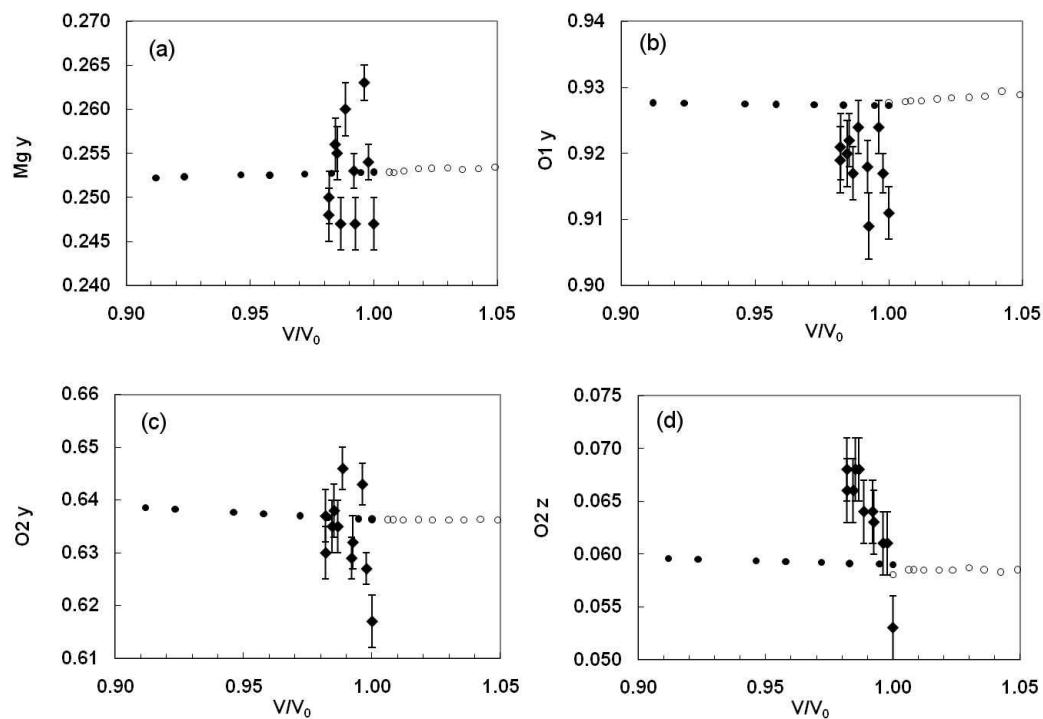 0.270
(a)
0.265
0.260
0.255
0.250
0.245
0.240
Mg y
0.90 0.95 1.00 1.05
V/V0
0.94
(b)
0.93
0.92
0.91
0.90
O1 y
0.90 0.95 1.00 1.05
V/V0
0.66
(c)
0.65
0.64
0.63
0.62
0.61
O2 y
0.90 0.95 1.00 1.05
V/V0
0.075
(d)
0.070
0.065
0.060
0.055
0.050
O2 z
0.90 0.95 1.00 1.05
V/V0